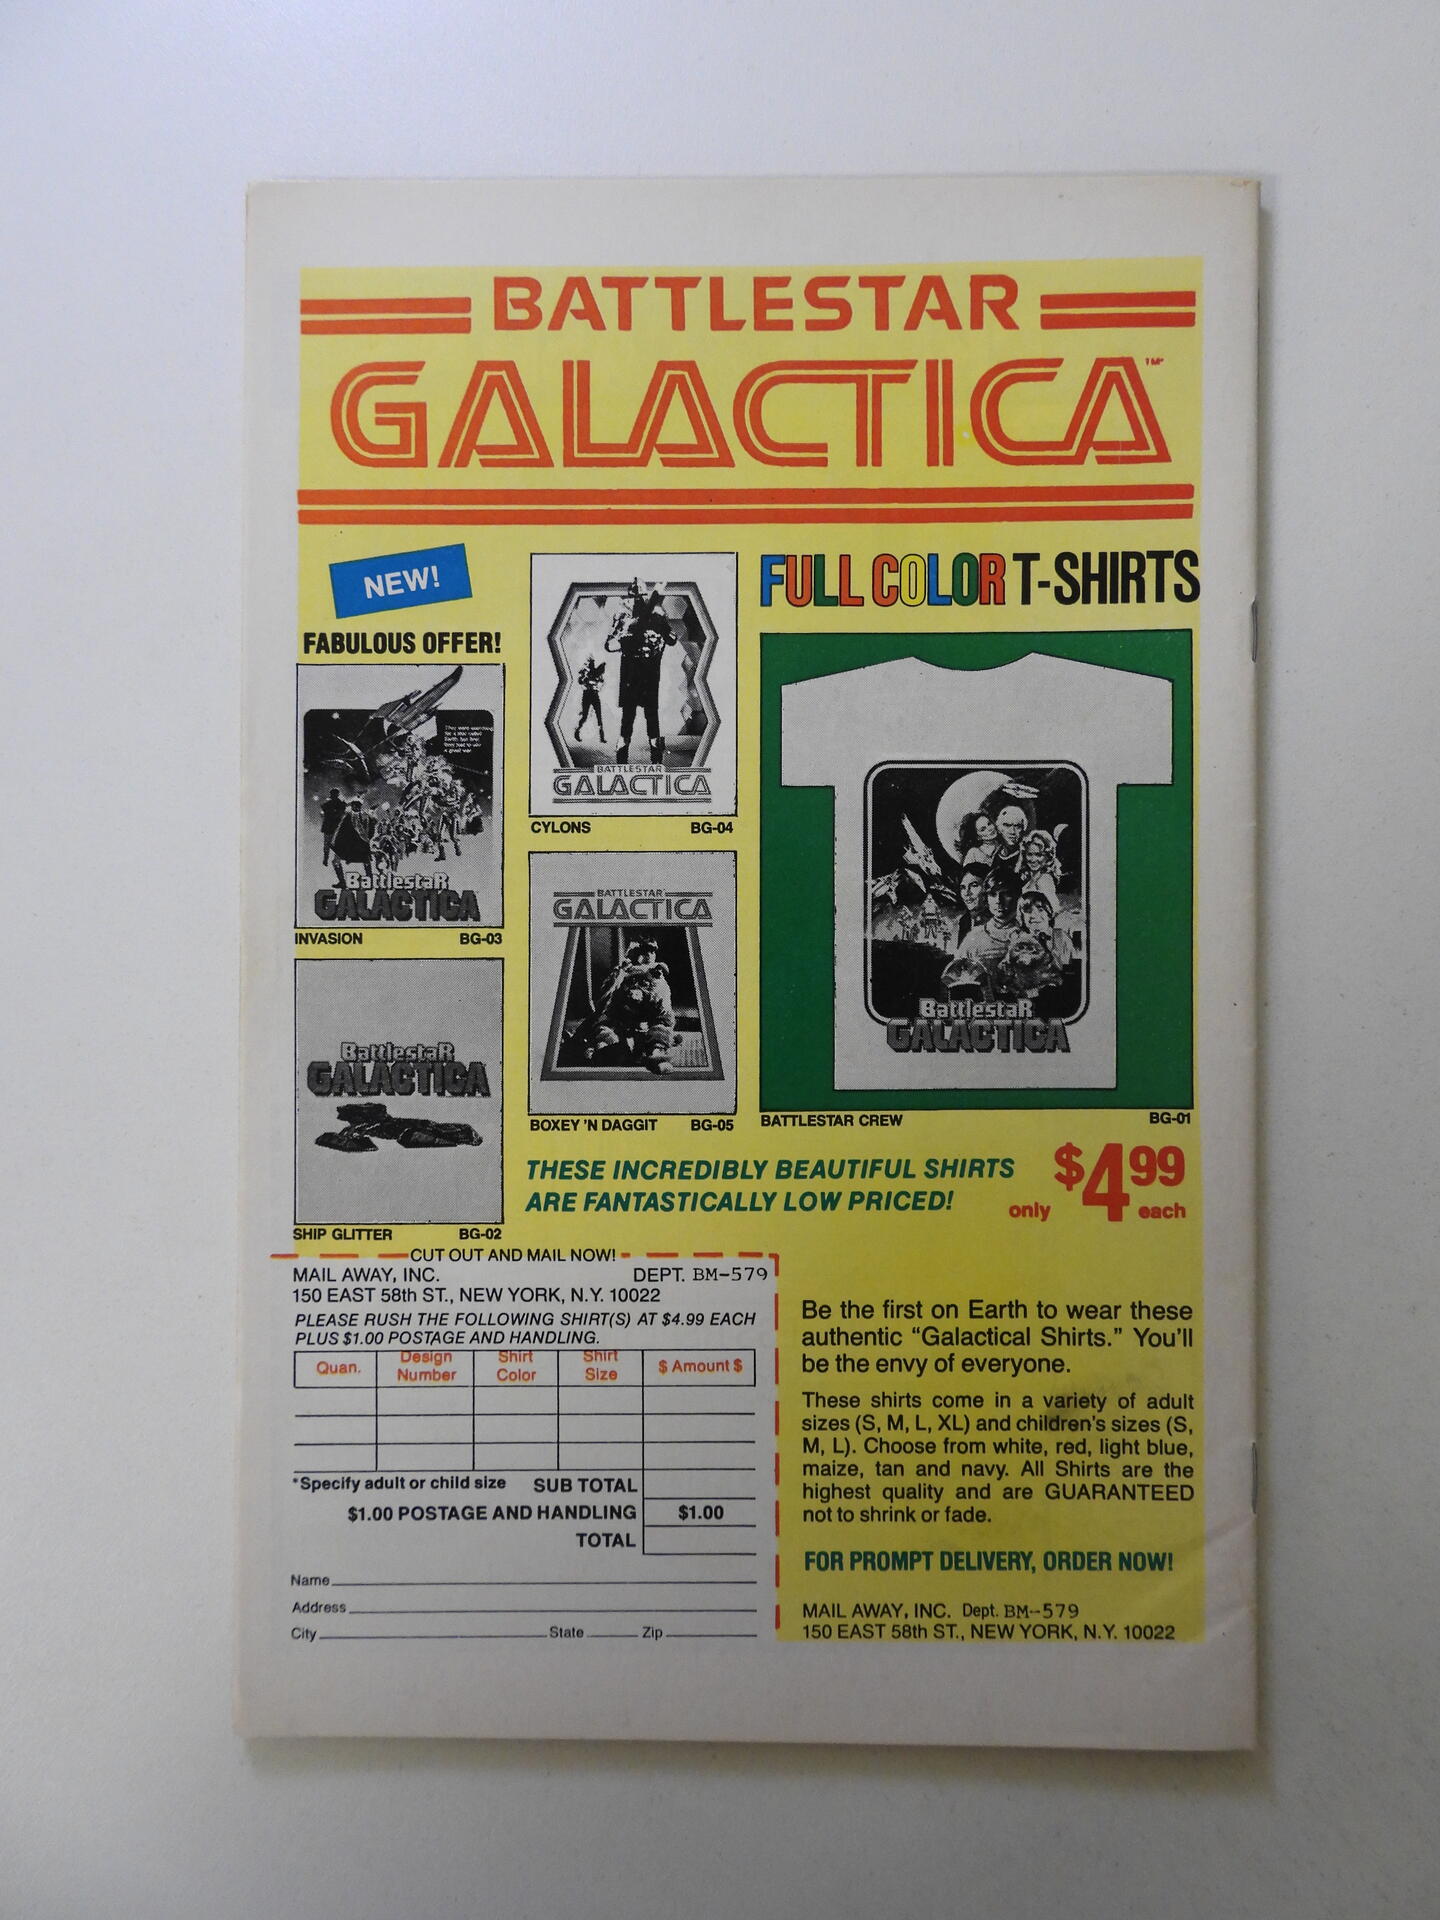 BATTLESTAR
GALACTICA™
NEW!
FABULOUS OFFER!
FULL COLOR T-SHIRTS
Battlestar
GALACTICA
INVASION BG-03
BATTLESTAR
GALACTICA
CYLONS BG-04
Battlestar
GALACTICA
SHIP GLITTER BG-02
BATTLESTAR
GALACTICA
BOXEY 'N DAGGIT BG-05
Battlestar
GALACTICA
BATTLESTAR CREW BG-01
THESE INCREDIBLY BEAUTIFUL SHIRTS
ARE FANTASTICALLY LOW PRICED!
only $4.99 each
CUT OUT AND MAIL NOW!
MAIL AWAY, INC. DEPT. BM-579
150 EAST 58th ST., NEW YORK, N.Y. 10022
PLEASE RUSH THE FOLLOWING SHIRT(S) AT $4.99 EACH
PLUS $1.00 POSTAGE AND HANDLING.
Quan. Design Number Shirt Color Shirt Size $ Amount $
*Specify adult or child size SUB TOTAL
$1.00 POSTAGE AND HANDLING $1.00
TOTAL
Name
Address
City State Zip
Be the first on Earth to wear these
authentic “Galactical Shirts.” You'll
be the envy of everyone.
These shirts come in a variety of adult
sizes (S, M, L, XL) and children's sizes (S,
M, L). Choose from white, red, light blue,
maize, tan and navy. All Shirts are the
highest quality and are GUARANTEED
not to shrink or fade.
FOR PROMPT DELIVERY, ORDER NOW!
MAIL AWAY, INC. Dept. BM--579
150 EAST 58th ST., NEW YORK, N.Y. 10022